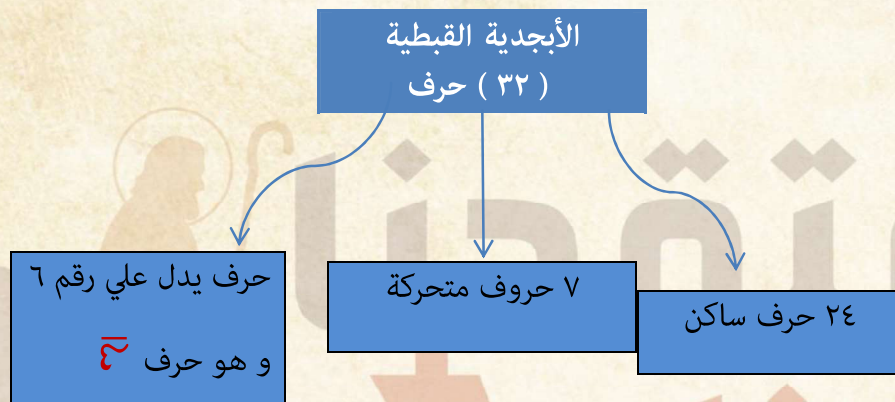 الأبجدية القبطية
( ٣٢ ) حرف
٢٤ حرف ساكن
٧ حروف متحركة
حرف يدل علي رقم ٦
و هو حرف